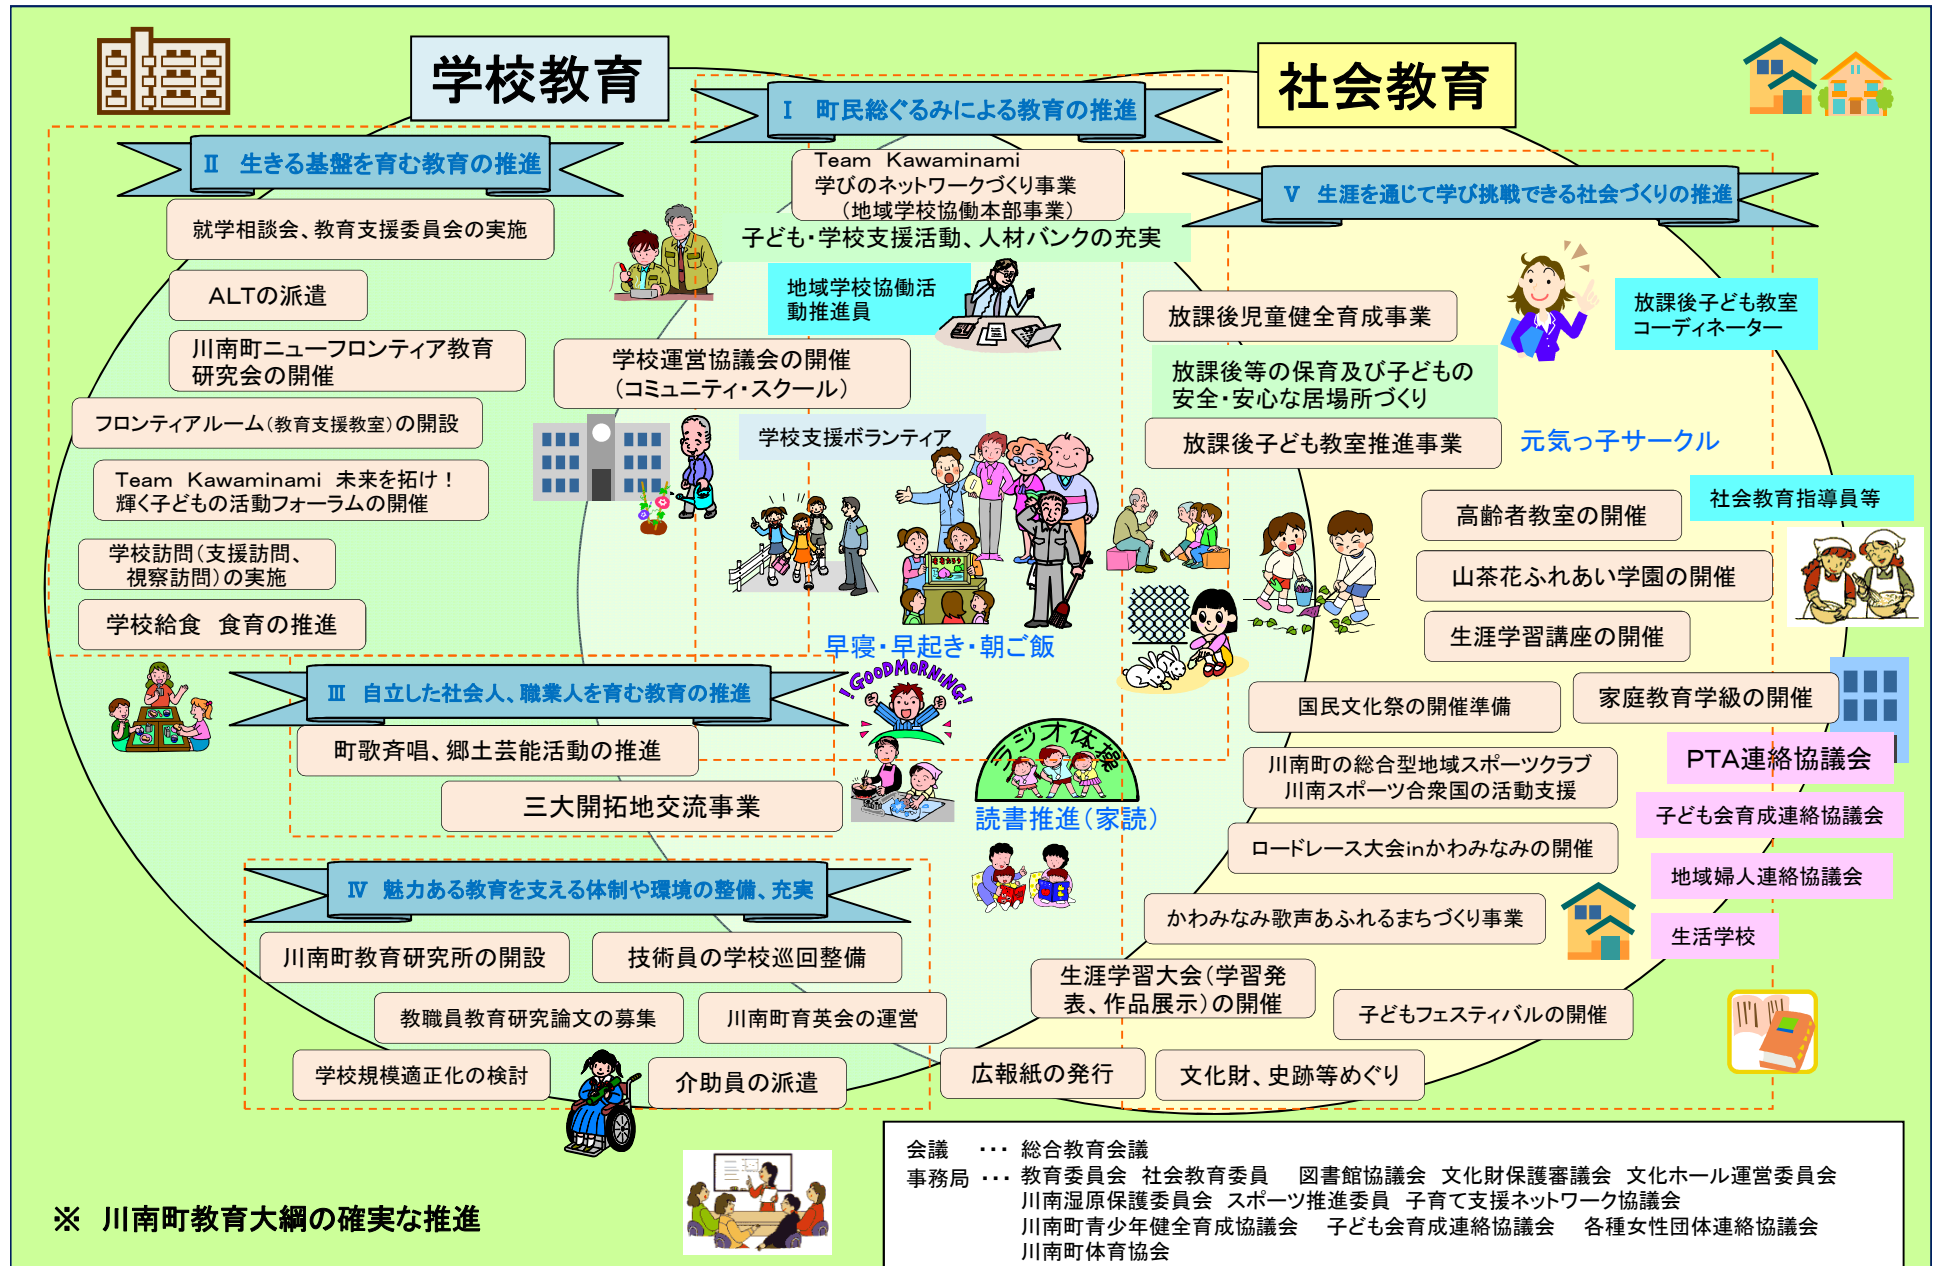 学校教育
社会教育
Ⅰ 町民総ぐるみによる教育の推進
Team Kawaminami
学びのネットワークづくり事業
（地域学校協働本部事業）
子ども・学校支援活動、人材バンクの充実
地域学校協働活
動推進員
学校運営協議会の開催
（コミュニティ・スクール）
学校支援ボランティア
早寝・早起き・朝ご飯
!GOODMORNING!
ラジオ体操
読書推進（家読）
Ⅱ 生きる基盤を育む教育の推進
就学相談会、教育支援委員会の実施
ALTの派遣
川南町ニューフロンティア教育
研究会の開催
フロンティアルーム（教育支援教室）の開設
Team Kawaminami 未来を拓け！
輝く子どもの活動フォーラムの開催
学校訪問（支援訪問、
視察訪問）の実施
学校給食 食育の推進
Ⅲ 自立した社会人、職業人を育む教育の推進
町歌斉唱、郷土芸能活動の推進
三大開拓地交流事業
Ⅳ 魅力ある教育を支える体制や環境の整備、充実
川南町教育研究所の開設
技術員の学校巡回整備
教職員教育研究論文の募集
川南町育英会の運営
学校規模適正化の検討
介助員の派遣
Ⅴ 生涯を通じて学び挑戦できる社会づくりの推進
放課後児童健全育成事業
放課後子ども教室
コーディネーター
放課後等の保育及び子どもの
安全・安心な居場所づくり
放課後子ども教室推進事業
元気っ子サークル
高齢者教室の開催
社会教育指導員等
山茶花ふれあい学園の開催
生涯学習講座の開催
国民文化祭の開催準備
家庭教育学級の開催
川南町の総合型地域スポーツクラブ
川南スポーツ合衆国の活動支援
PTA連絡協議会
子ども会育成連絡協議会
ロードレース大会inかわみなみの開催
地域婦人連絡協議会
かわみなみ歌声あふれるまちづくり事業
生活学校
生涯学習大会（学習発
表、作品展示）の開催
子どもフェスティバルの開催
広報紙の発行
文化財、史跡等めぐり
※ 川南町教育大綱の確実な推進
会議 ・・・ 総合教育会議
事務局 ・・・ 教育委員会 社会教育委員 図書館協議会 文化財保護審議会 文化ホール運営委員会
川南湿原保護委員会 スポーツ推進委員 子育て支援ネットワーク協議会
川南町青少年健全育成協議会 子ども会育成連絡協議会 各種女性団体連絡協議会
川南町体育協会